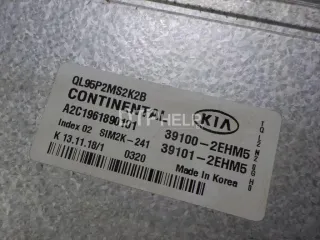 QL95P2MS2K2B
CONTINENTAL
A2C1961890101
Index 02 SIM2K-241
K 13.11.18/1 0320
KIA
39100-2EHM5
39101-2EHM5
Made in Korea
DTPHELP